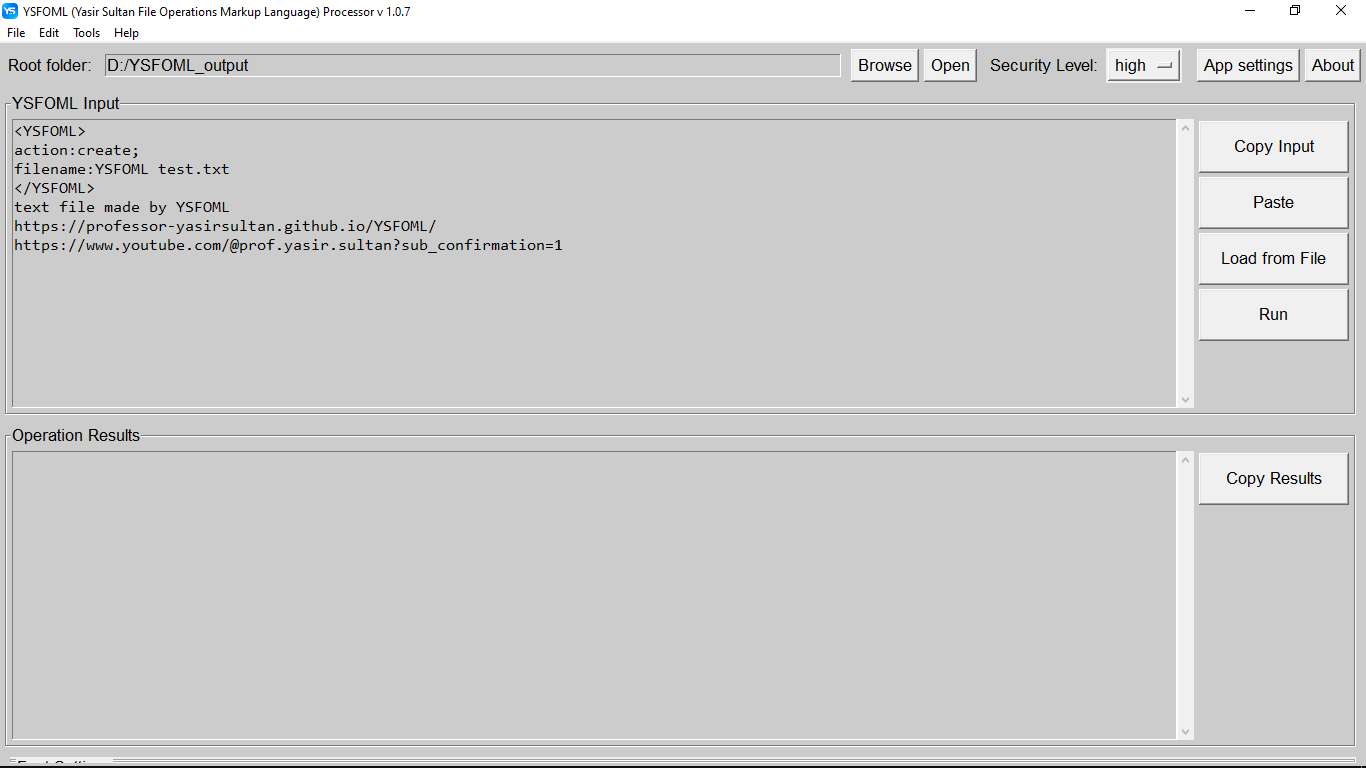 YS YSFOML (Yasir Sultan File Operations Markup Language) Processor v 1.0.7
File Edit Tools Help
Root folder: D:/YSFOML_output Browse Open Security Level: high App settings About
YSFOML Input
<YSFOML>
action:create;
filename:YSFOML test.txt
</YSFOML>
text file made by YSFOML
https://professor-yasirsultan.github.io/YSFOML/
https://www.youtube.com/@prof.yasir.sultan?sub_confirmation=1
Copy Input
Paste
Load from File
Run
Operation Results
Copy Results